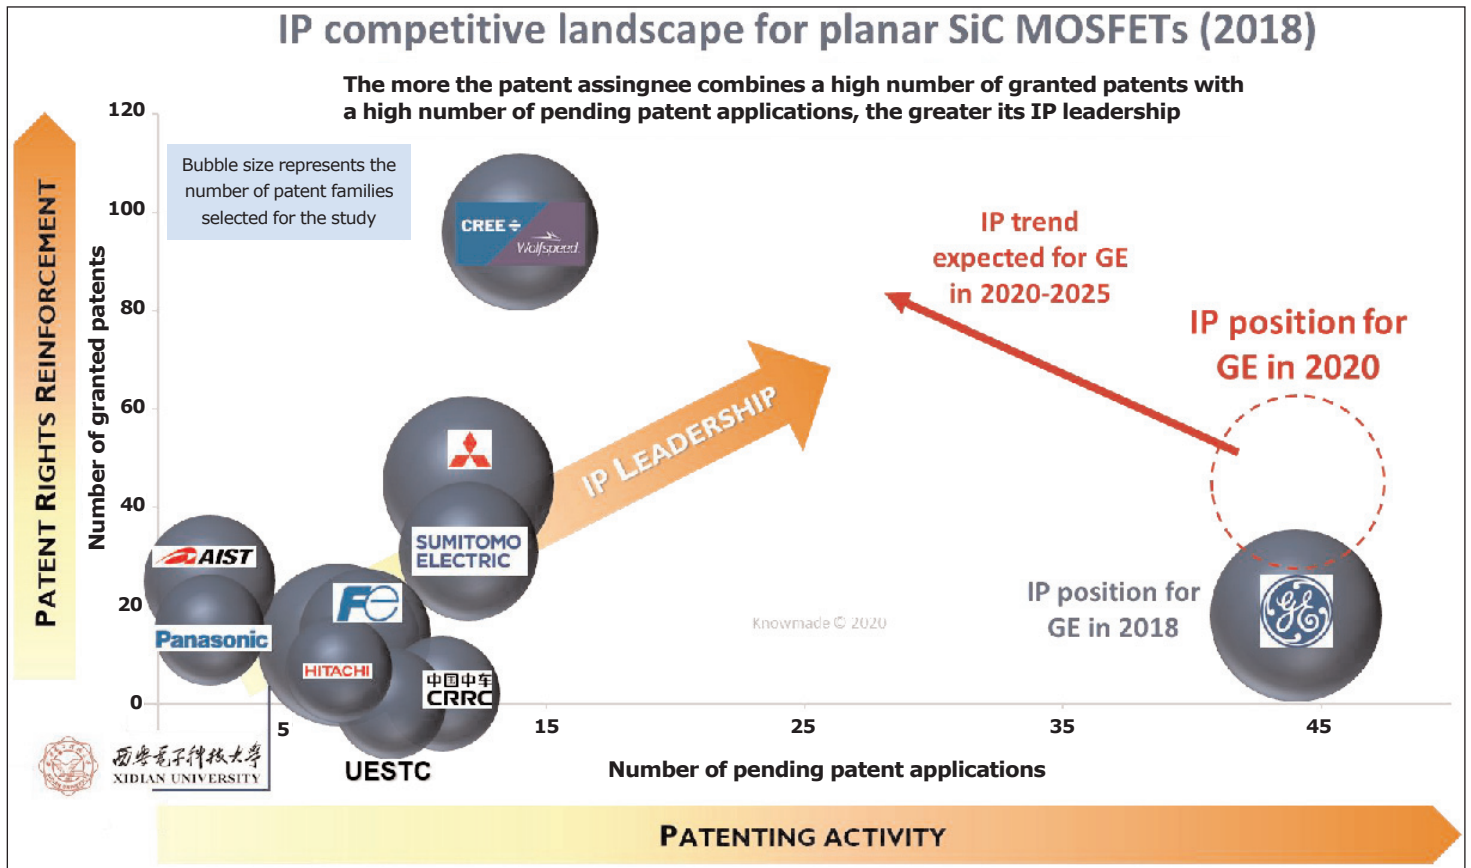 IP competitive landscape for planar SiC MOSFETs (2018)
The more the patent assingnee combines a high number of granted patents with
a high number of pending patent applications, the greater its IP leadership
PATENT RIGHTS REINFORCEMENT
Number of granted patents
120
100
80
60
40
20
0
Bubble size represents the
number of patent families
selected for the study
CREE
Wolfspeed
IP trend
expected for GE
in 2020-2025
IP position for
GE in 2020
IP LEADERSHIP
SUMITOMO
ELECTRIC
AIST
Panasonic
Fe
HITACHI
中国中车
CRRC
IP position for
GE in 2018
GE
Knowmade © 2020
5
15
25
35
45
西安电子科技大学
XIDIAN UNIVERSITY
UESTC
Number of pending patent applications
PATENTING ACTIVITY